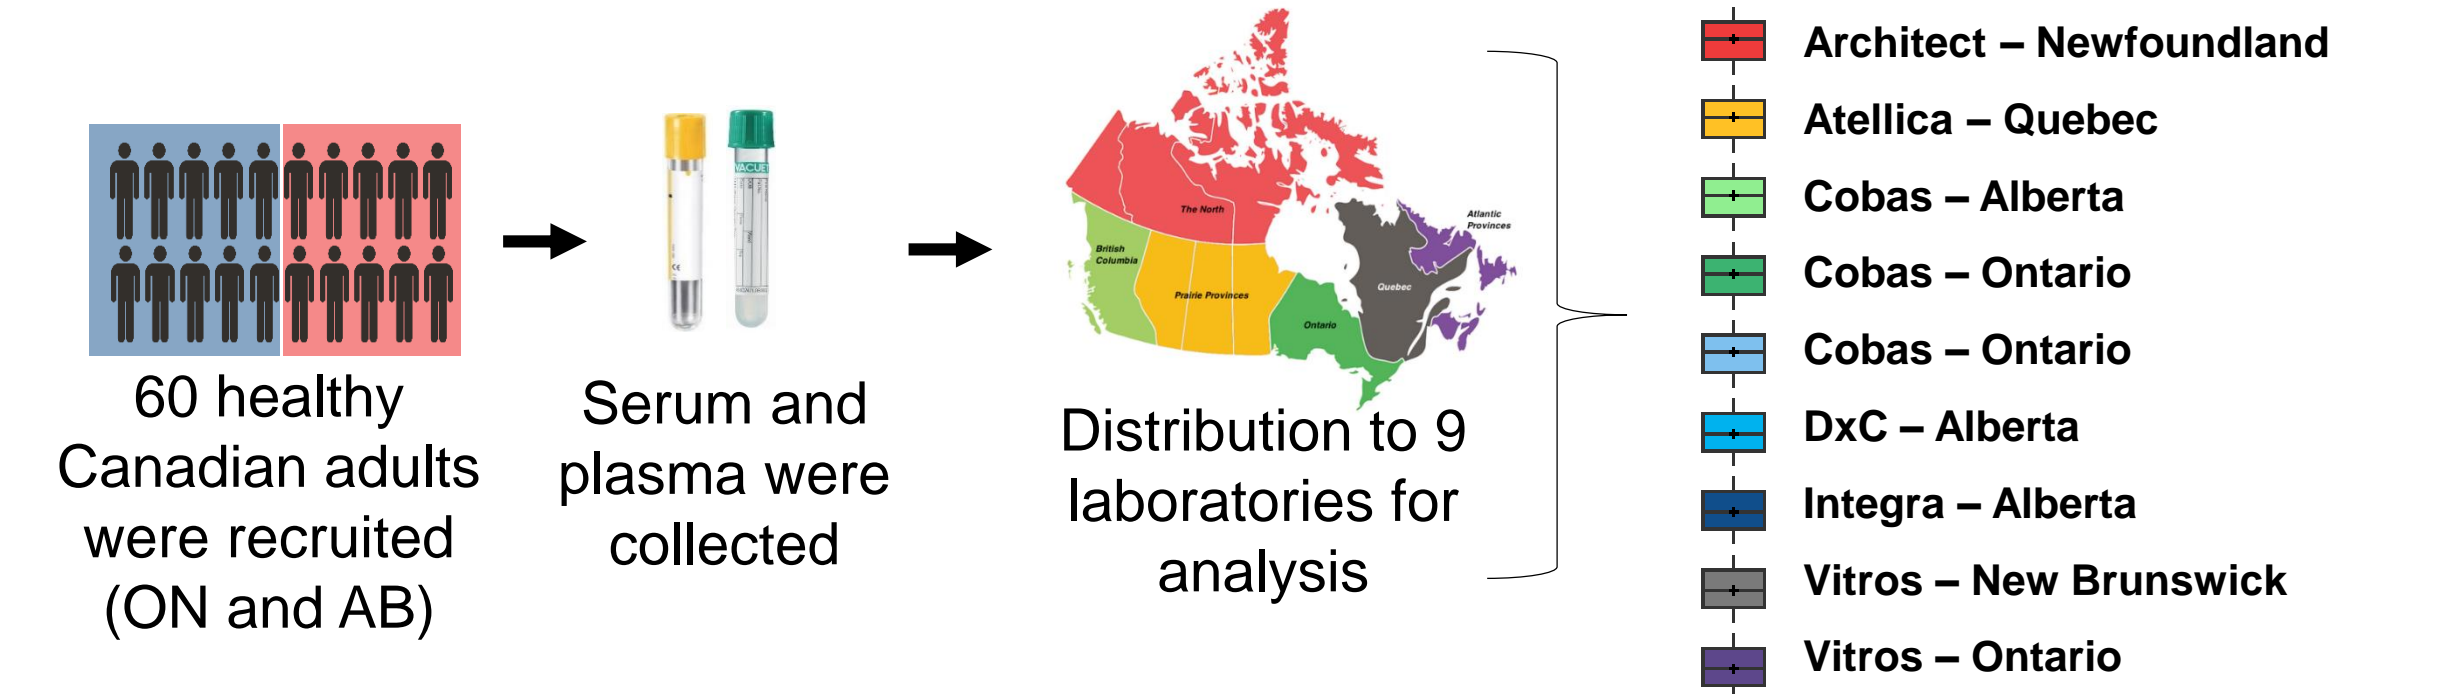 60 healthy
Canadian adults
were recruited
(ON and AB)
VACUET
Serum and
plasma were
collected
The North
British
Columbia
Prairie Provinces
Ontario
Quebec
Atlantic
Provinces
Distribution to 9
laboratories for
analysis
Architect – Newfoundland
Atellica – Quebec
Cobas – Alberta
Cobas – Ontario
Cobas – Ontario
DxC – Alberta
Integra – Alberta
Vitros – New Brunswick
Vitros – Ontario